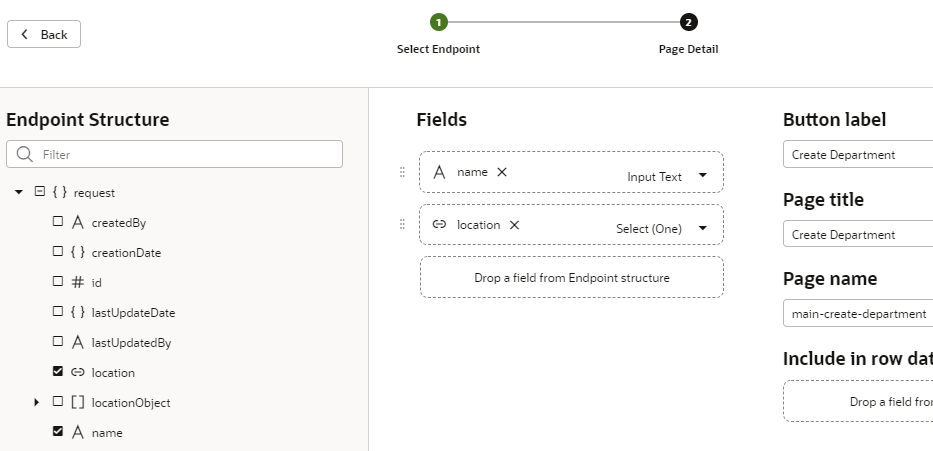 Back
1
2
Select Endpoint
Page Detail
Endpoint Structure
Filter
{ } request
A createdBy
{ } creationDate
# id
{ } lastUpdateDate
A lastUpdatedBy
location
[ ] locationObject
A name
Fields
A name X
Input Text
location X
Select (One)
Drop a field from Endpoint structure
Button label
Create Department
Page title
Create Department
Page name
main-create-department
Include in row dat
Drop a field fro